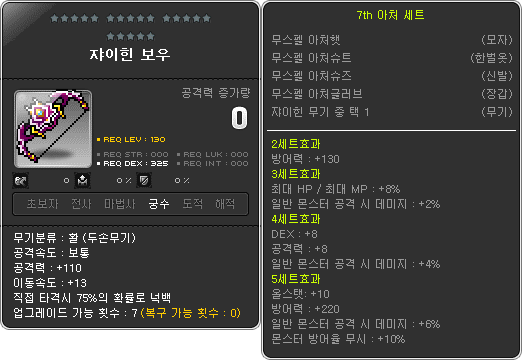 쟈이힌 보우
공격력 증가량
0
REQ LEV : 130
REQ STR : 000
REQ LUK : 000
REQ DEX : 325
REQ INT : 000
0
0 %
0 %
초보자 전사 마법사 궁수 도적 해적
무기분류 : 활 (두손무기)
공격속도 : 보통
공격력 : +110
이동속도 : +13
직접 타격시 75%의 확률로 넉백
업그레이드 가능 횟수 : 7 (복구 가능 횟수 : 0)
7th 아처 세트
무스펠 아처햇 (모자)
무스펠 아처슈트 (한벌옷)
무스펠 아처슈즈 (신발)
무스펠 아처글러브 (장갑)
쟈이힌 무기 중 택 1 (무기)
2세트효과
방어력 : +130
3세트효과
최대 HP / 최대 MP : +8%
일반 몬스터 공격 시 데미지 : +2%
4세트효과
DEX : +8
공격력 : +8
일반 몬스터 공격 시 데미지 : +4%
5세트효과
올스탯: +10
방어력 : +220
일반 몬스터 공격 시 데미지 : +6%
몬스터 방어율 무시 : +10%